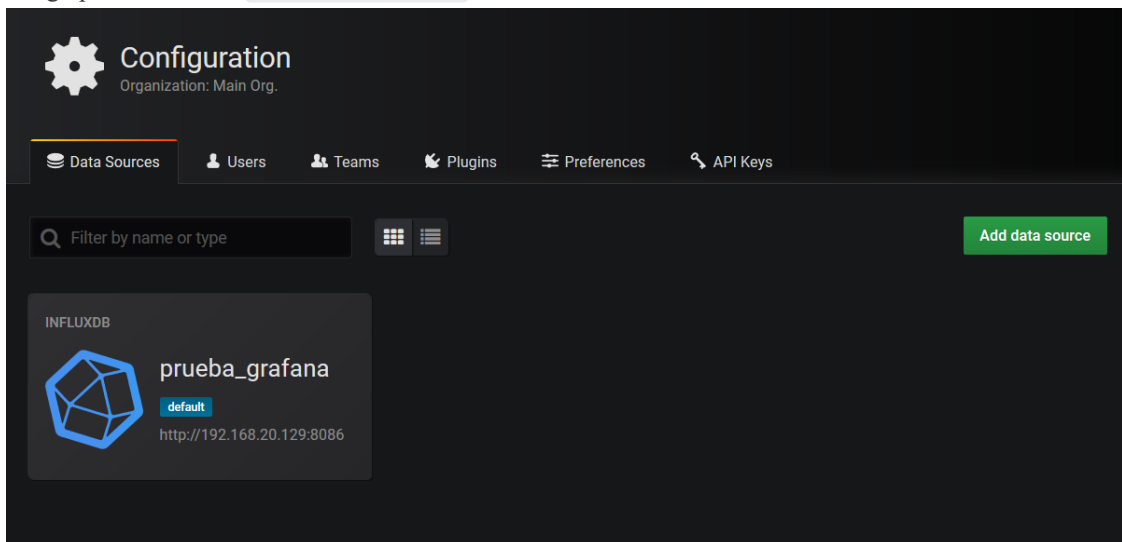 Configuration
Organization: Main Org.
Data Sources Users Teams Plugins Preferences API Keys
Filter by name or type
Add data source
INFLUXDB
prueba_grafana
default
http://192.168.20.129:8086